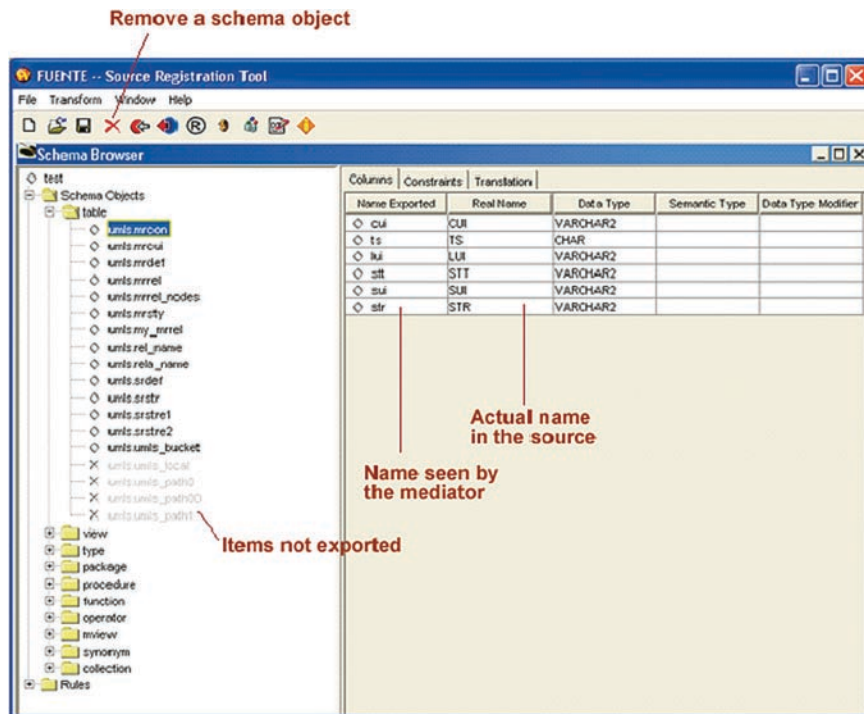 Remove a schema object
FUENTE -- Source Registration Tool
File Transform Window Help
Schema Browser
test
Schema Objects
table
umls.mrcon
umls.mrcui
umls.mrdef
umls.mrrel
umls.mrrel_nodes
umls.mrsty
umls.my_mrrel
umls.rel_name
umls.rela_name
umls.srdef
umls.srstr
umls.srstre1
umls.srstre2
umls.umls_bucket
umls.umls_local
umls.umls_path0
umls.umls_path00
umls.umls_path1
view
type
package
procedure
function
operator
mview
synonym
collection
Rules
Columns Constraints Translation
Name Exported Real Name Data Type Semantic Type Data Type Modifier
cui CUI VARCHAR2
ts TS CHAR
lui LUI VARCHAR2
stt STT VARCHAR2
sui SUI VARCHAR2
str STR VARCHAR2
Actual name
in the source
Name seen by
the mediator
Items not exported